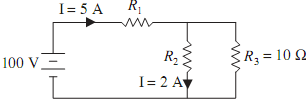 I = 5 A
R₁
100 V
R₂
R₃ = 10 Ω
I = 2 A